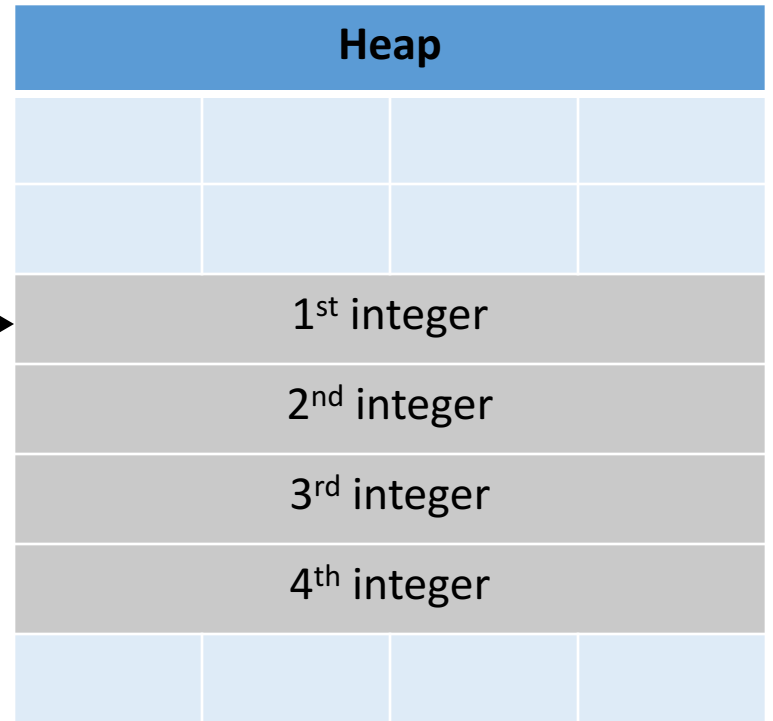 Heap
1st integer
2nd integer
3rd integer
4th integer